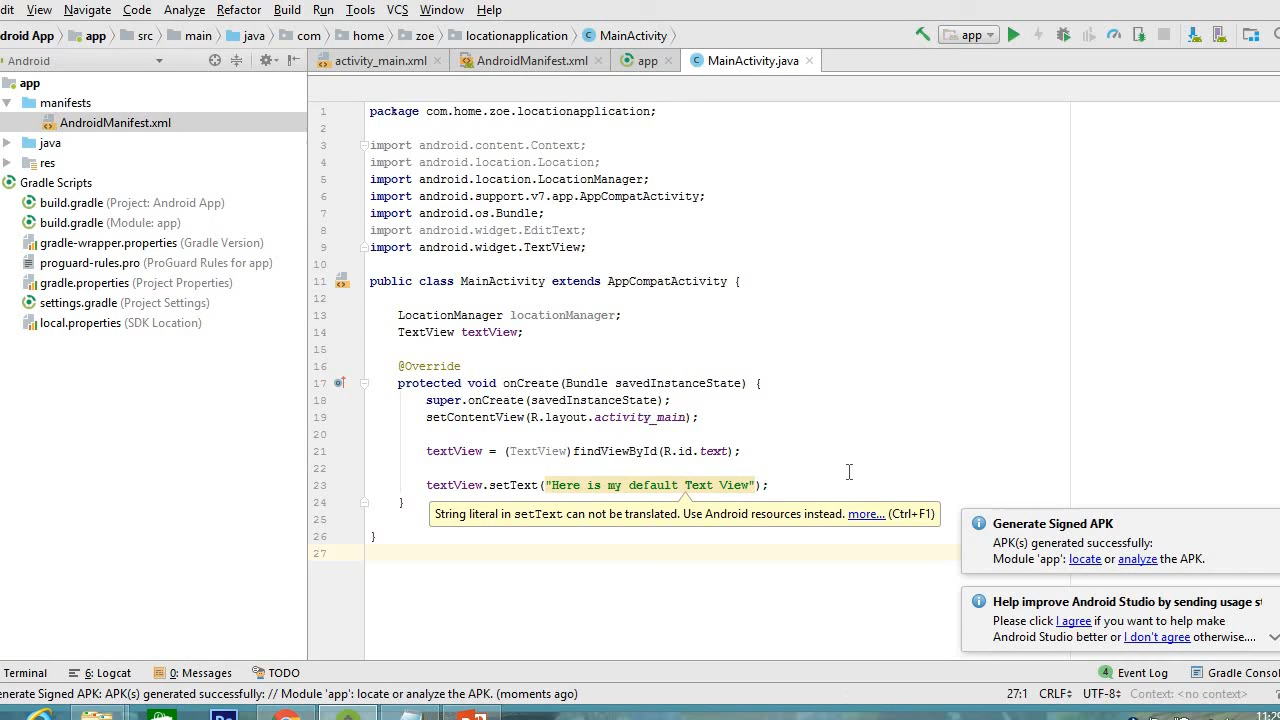 dit View Navigate Code Analyze Refactor Build Run Tools VCS Window Help
droid App app src main java com home zoe locationapplication MainActivity app
Android activity_main.xml AndroidManifest.xml app MainActivity.java
app
manifests
AndroidManifest.xml
java
res
Gradle Scripts
build.gradle (Project: Android App)
build.gradle (Module: app)
gradle-wrapper.properties (Gradle Version)
proguard-rules.pro (ProGuard Rules for app)
gradle.properties (Project Properties)
settings.gradle (Project Settings)
local.properties (SDK Location)
1 package com.home.zoe.locationapplication;
2
3 import android.content.Context;
4 import android.location.Location;
5 import android.location.LocationManager;
6 import android.support.v7.app.AppCompatActivity;
7 import android.os.Bundle;
8 import android.widget.EditText;
9 import android.widget.TextView;
10
11 public class MainActivity extends AppCompatActivity {
12
13 LocationManager locationManager;
14 TextView textView;
15
16 @Override
17 protected void onCreate(Bundle savedInstanceState) {
18 super.onCreate(savedInstanceState);
19 setContentView(R.layout.activity_main);
20
21 textView = (TextView)findViewById(R.id.text);
22
23 textView.setText("Here is my default Text View");
24 }
String literal in setText can not be translated. Use Android resources instead. more... (Ctrl+F1)
25
26 }
27
Generate Signed APK
APK(s) generated successfully:
Module 'app': locate or analyze the APK.
Help improve Android Studio by sending usage st
Please click I agree if you want to help make
Android Studio better or I don't agree otherwise....
Terminal 6: Logcat 0: Messages TODO 4 Event Log Gradle Consol
enerate Signed APK: APK(s) generated successfully: // Module 'app': locate or analyze the APK. (moments ago) 27:1 CRLF UTF-8 Context: <no context>